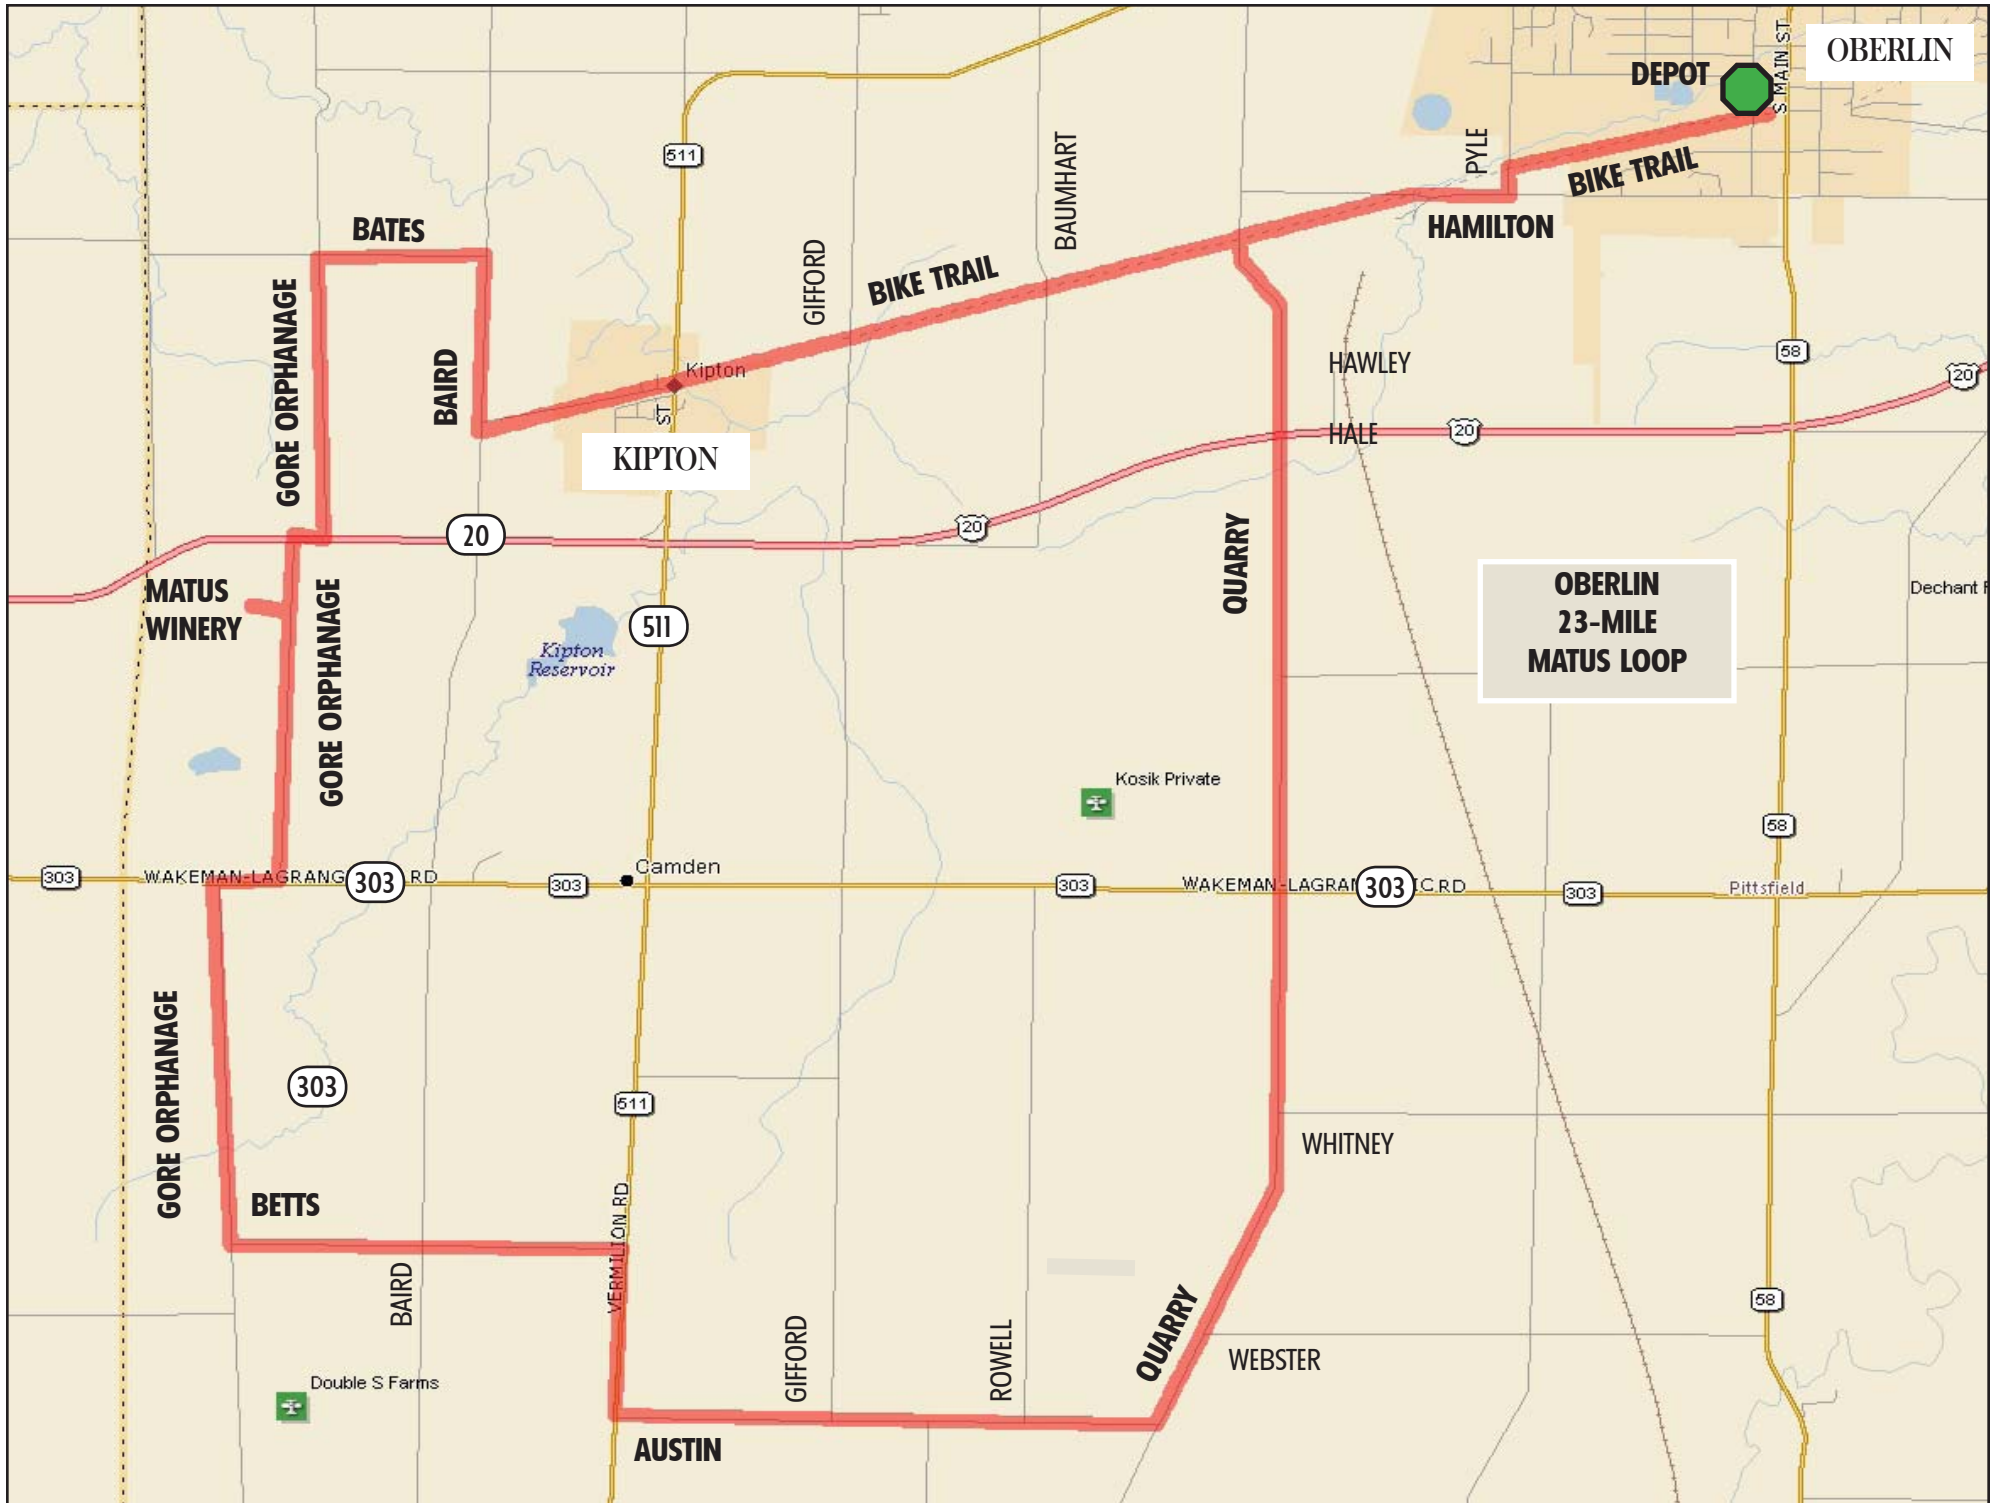 OBERLIN
S MAIN ST
DEPOT
BIKE TRAIL
PYLE
HAMILTON
511
BAUMHART
BATES
GIFFORD
BIKE TRAIL
GORE ORPHANAGE
BAIRD
Kipton
ST
KIPTON
HAWLEY
HALE
20
58
20
20
20
QUARRY
MATUS
WINERY
GORE ORPHANAGE
511
Kipton
Reservoir
OBERLIN
23-MILE
MATUS LOOP
Dechant
Kosik Private
58
303
WAKEMAN-LAGRANG
303
RD
303
Camden
303
WAKEMAN-LAGRAN
303
RD
303
Pittsfield
GORE ORPHANAGE
303
511
WHITNEY
BETTS
VERMILION RD
BAIRD
58
GIFFORD
ROWELL
QUARRY
WEBSTER
Double S Farms
AUSTIN